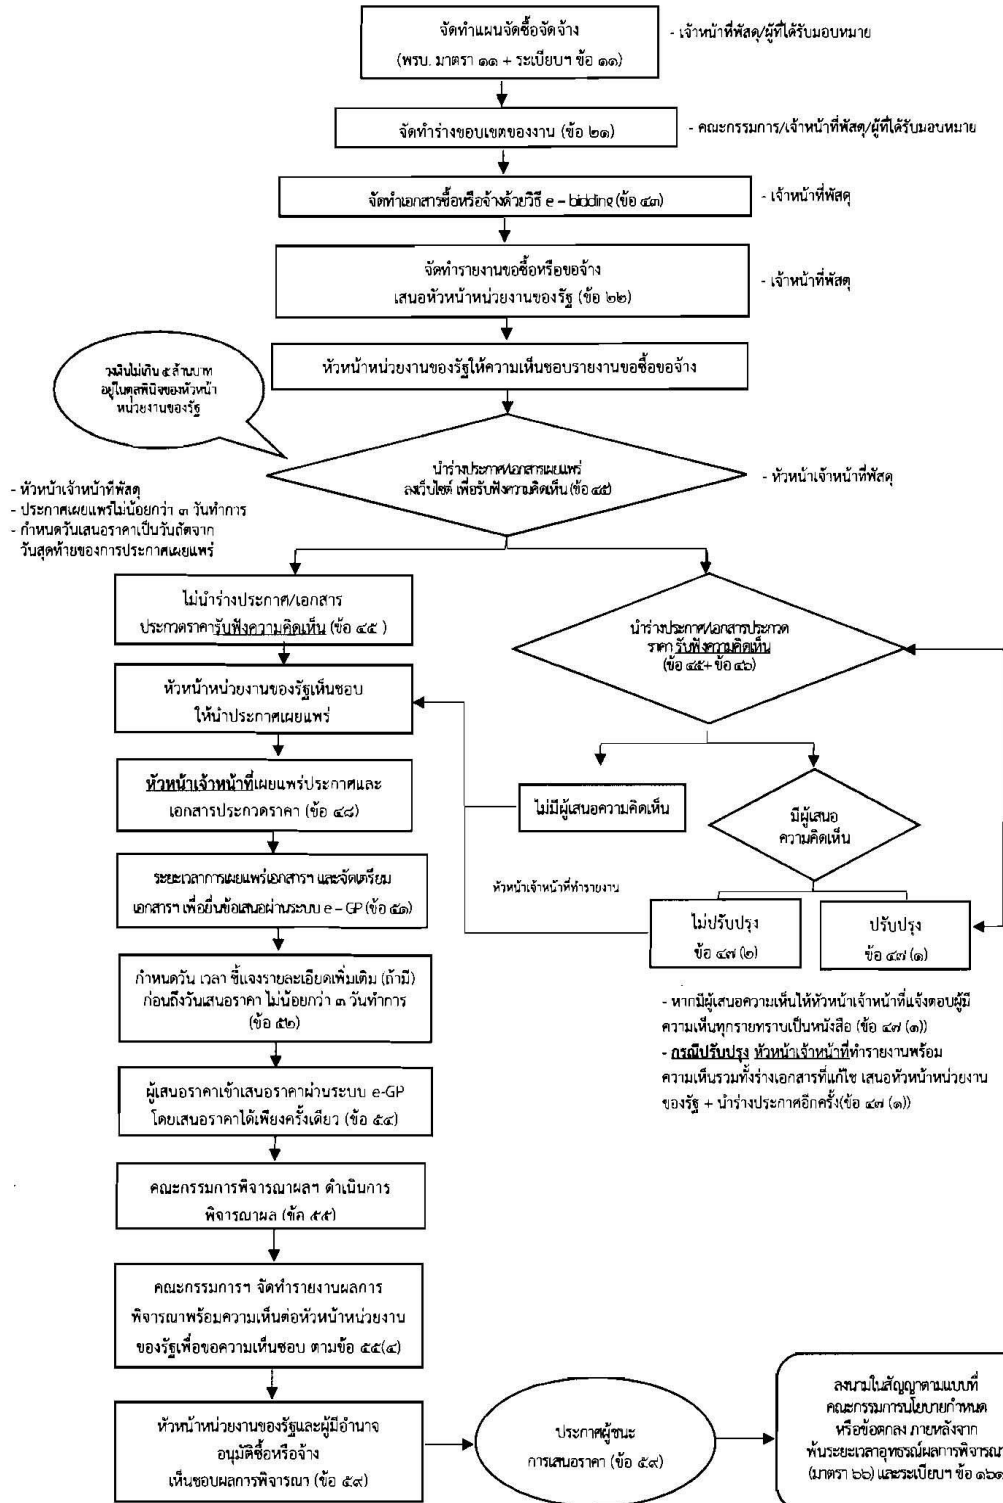 จัดทำแผนจัดซื้อจัดจ้าง
(พรบ. มาตรา ๑๑ + ระเบียบฯ ข้อ ๑๑)
- เจ้าหน้าที่พัสดุ/ผู้ที่ได้รับมอบหมาย
จัดทำร่างขอบเขตของงาน (ข้อ ๒๑)
- คณะกรรมการ/เจ้าหน้าที่พัสดุ/ผู้ที่ได้รับมอบหมาย
จัดทำเอกสารซื้อหรือจ้างด้วยวิธี e – bidding (ข้อ ๔๓)
- เจ้าหน้าที่พัสดุ
จัดทำรายงานขอซื้อหรือขอจ้าง
เสนอหัวหน้าหน่วยงานของรัฐ (ข้อ ๒๒)
- เจ้าหน้าที่พัสดุ
หัวหน้าหน่วยงานของรัฐให้ความเห็นชอบรายงานขอซื้อขอจ้าง
วงเงินไม่เกิน ๕ ล้านบาท
อยู่ในดุลพินิจของหัวหน้า
หน่วยงานของรัฐ
นำร่างประกาศ/เอกสารเผยแพร่
ลงเว็บไซต์ เพื่อรับฟังความคิดเห็น (ข้อ ๔๕)
- หัวหน้าเจ้าหน้าที่พัสดุ
- หัวหน้าเจ้าหน้าที่พัสดุ
- ประกาศเผยแพร่ไม่น้อยกว่า ๓ วันทำการ
- กำหนดวันเสนอราคาเป็นวันถัดจาก
วันสุดท้ายของการประกาศเผยแพร่
ไม่นำร่างประกาศ/เอกสาร
ประกวดราคารับฟังความคิดเห็น (ข้อ ๔๕ )
นำร่างประกาศ/เอกสารประกวด
ราคา รับฟังความคิดเห็น
(ข้อ ๔๕+ ข้อ ๔๖)
หัวหน้าหน่วยงานของรัฐเห็นชอบ
ให้นำประกาศเผยแพร่
หัวหน้าเจ้าหน้าที่เผยแพร่ประกาศและ
เอกสารประกวดราคา (ข้อ ๔๘)
ไม่มีผู้เสนอความคิดเห็น
มีผู้เสนอ
ความคิดเห็น
ระยะเวลาการเผยแพร่เอกสารฯ และจัดเตรียม
เอกสารฯ เพื่อยื่นข้อเสนอผ่านระบบ e – GP (ข้อ ๕๑)
หัวหน้าเจ้าหน้าที่ทำรายงาน
ไม่ปรับปรุง
ข้อ ๔๗ (๒)
ปรับปรุง
ข้อ ๔๗ (๑)
กำหนดวัน เวลา ชี้แจงรายละเอียดเพิ่มเติม (ถ้ามี)
ก่อนถึงวันเสนอราคา ไม่น้อยกว่า ๓ วันทำการ
(ข้อ ๕๒)
- หากมีผู้เสนอความเห็นให้หัวหน้าเจ้าหน้าที่แจ้งตอบผู้มี
ความเห็นทุกรายทราบเป็นหนังสือ (ข้อ ๔๗ (๑))
- กรณีปรับปรุง หัวหน้าเจ้าหน้าที่ทำรายงานพร้อม
ความเห็นรวมทั้งร่างเอกสารที่แก้ไข เสนอหัวหน้าหน่วยงาน
ของรัฐ + นำร่างประกาศอีกครั้ง(ข้อ ๔๗ (๑))
ผู้เสนอราคาเข้าเสนอราคาผ่านระบบ e-GP
โดยเสนอราคาได้เพียงครั้งเดียว (ข้อ ๕๔)
คณะกรรมการพิจารณาผลฯ ดำเนินการ
พิจารณาผล (ข้อ ๕๕)
คณะกรรมการฯ จัดทำรายงานผลการ
พิจารณาพร้อมความเห็นต่อหัวหน้าหน่วยงาน
ของรัฐเพื่อขอความเห็นชอบ ตามข้อ ๕๕(๔)
หัวหน้าหน่วยงานของรัฐและผู้มีอำนาจ
อนุมัติซื้อหรือจ้าง
เห็นชอบผลการพิจารณา (ข้อ ๕๙)
ประกาศผู้ชนะ
การเสนอราคา (ข้อ ๕๙)
ลงนามในสัญญาตามแบบที่
คณะกรรมการนโยบายกำหนด
หรือข้อตกลง ภายหลังจาก
พ้นระยะเวลาอุทธรณ์ผลการพิจารณา
(มาตรา ๖๖) และระเบียบฯ ข้อ ๑๖๑